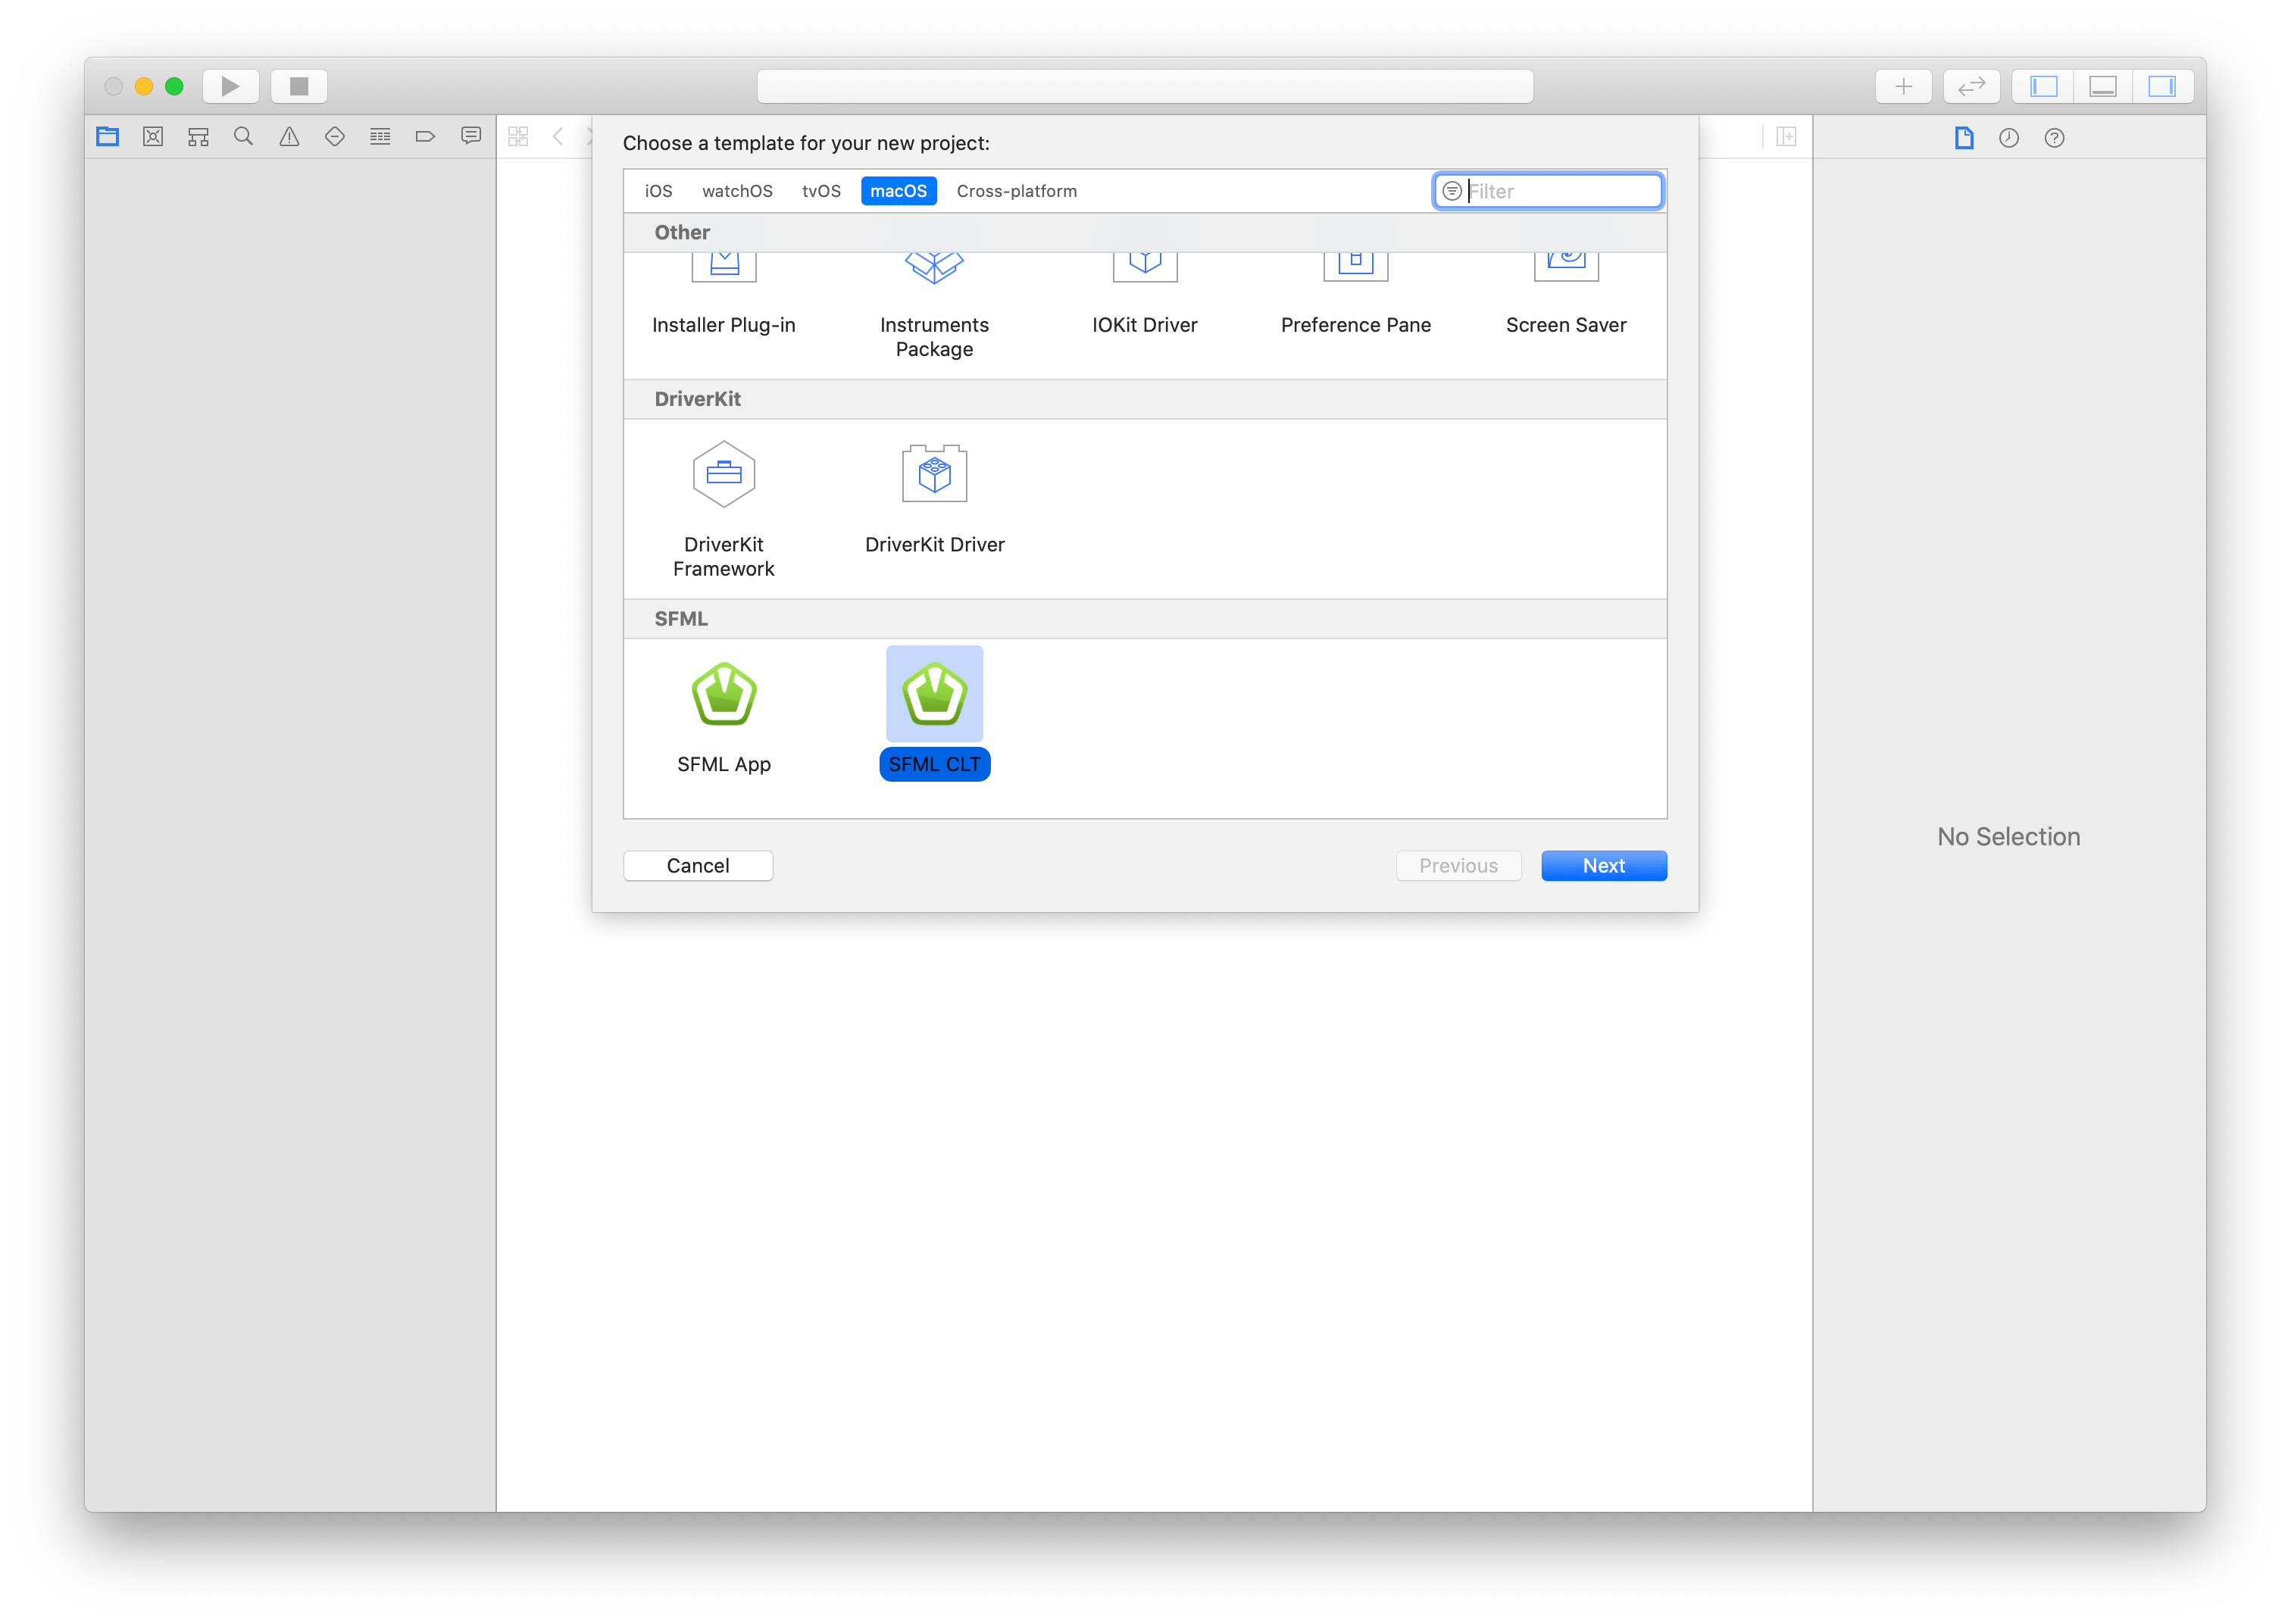 Choose a template for your new project:
iOS watchOS tvOS macOS Cross-platform Filter
Other
Installer Plug-in Instruments Package IOKit Driver Preference Pane Screen Saver
DriverKit
DriverKit Framework DriverKit Driver
SFML
SFML App SFML CLT
No Selection
Cancel Previous Next